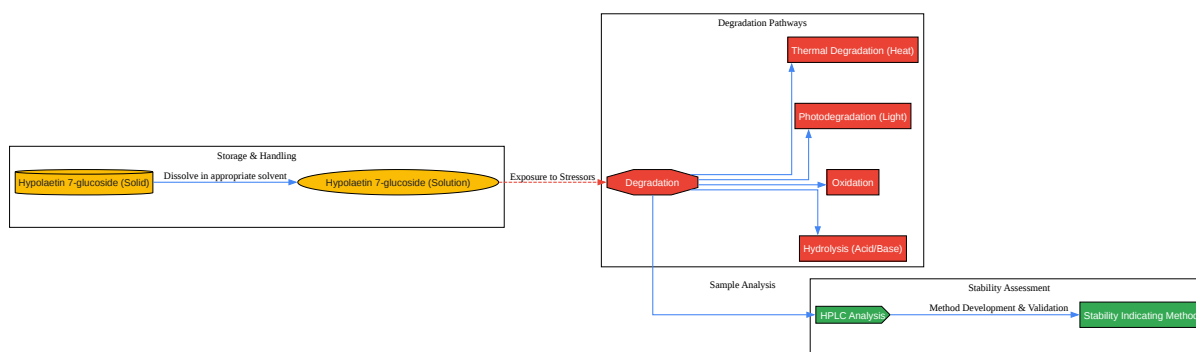 Degradation Pathways
Thermal Degradation (Heat)
Photodegradation (Light)
Storage & Handling
Hypolaetin 7-glucoside (Solid)
Dissolve in appropriate solvent
Hypolaetin 7-glucoside (Solution)
Exposure to Stressors
Degradation
Oxidation
Hydrolysis (Acid/Base)
Sample Analysis
Stability Assessment
HPLC Analysis
Method Development & Validation
Stability Indicating Method